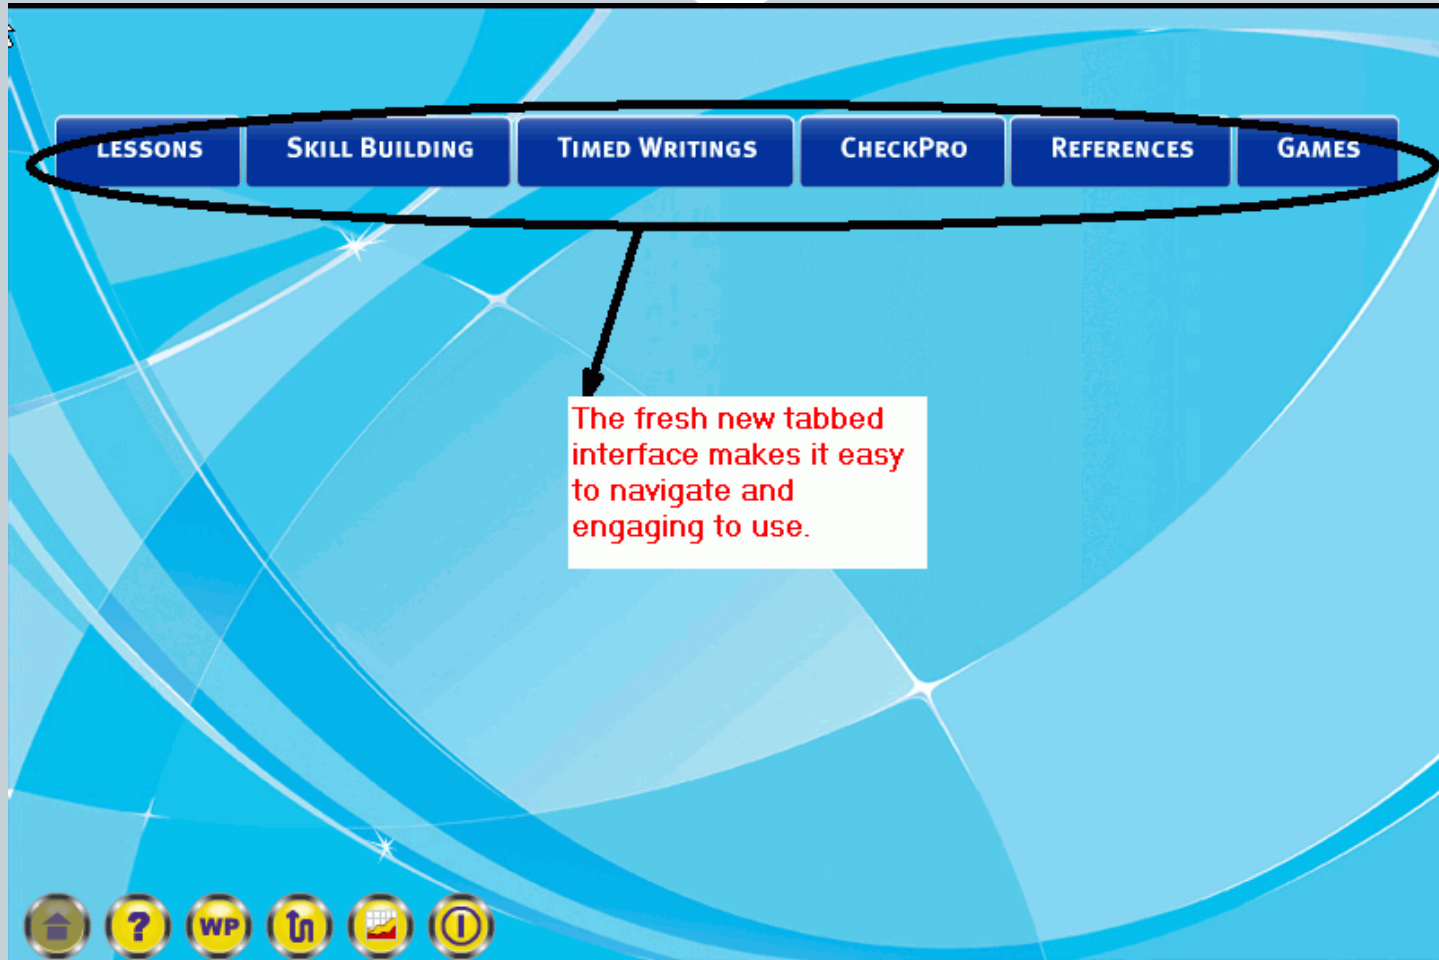 LESSONS SKILL BUILDING TIMED WRITINGS CHECKPRO REFERENCES GAMES
The fresh new tabbed
interface makes it easy
to navigate and
engaging to use.
? WP